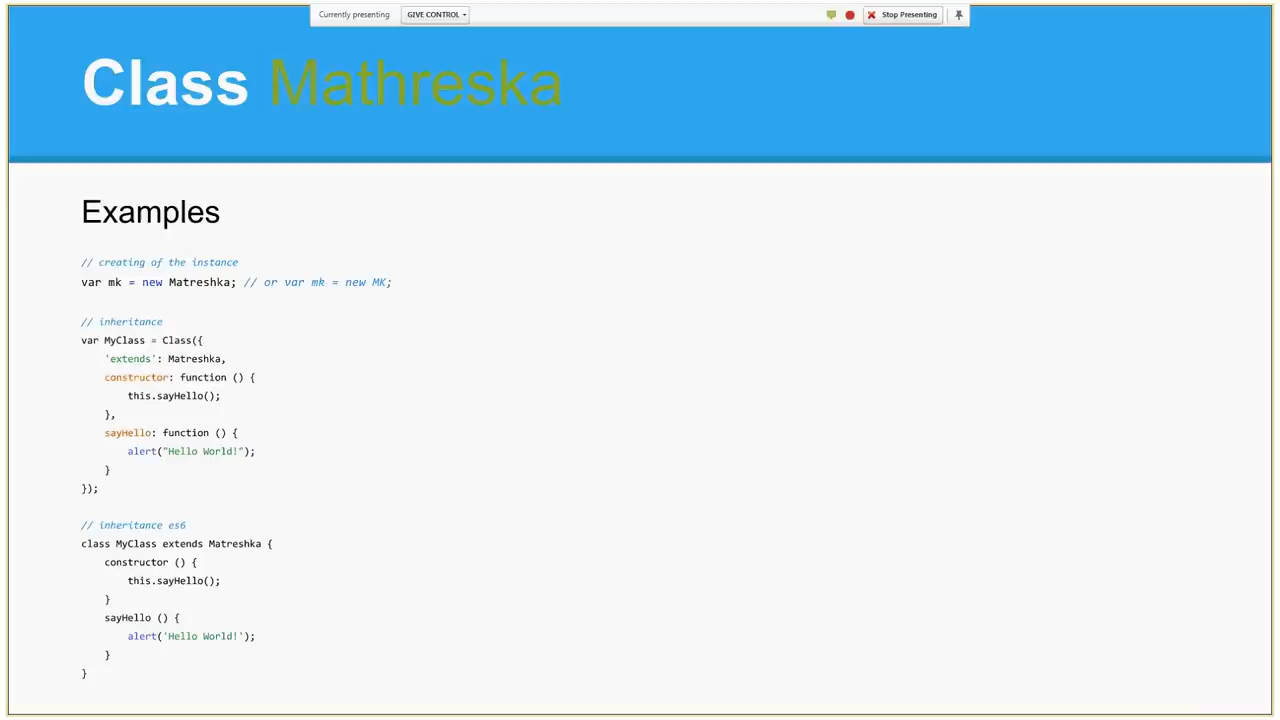 Currently presenting GIVE CONTROL Stop Presenting
Class Mathreska
Examples
// creating of the instance
var mk = new Matreshka; // or var mk = new MK;
// inheritance
var MyClass = Class({
'extends': Matreshka,
constructor: function () {
this.sayHello();
},
sayHello: function () {
alert("Hello World!");
}
});
// inheritance es6
class MyClass extends Matreshka {
constructor () {
this.sayHello();
}
sayHello () {
alert('Hello World!');
}
}